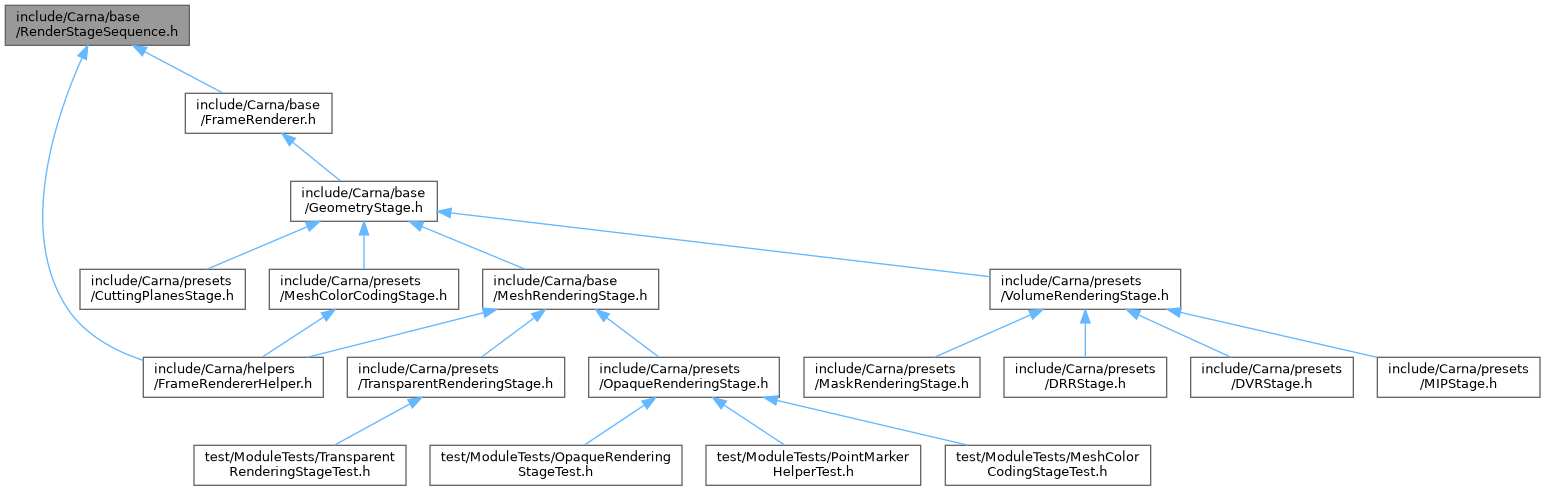 include/Carna/base
/RenderStageSequence.h
include/Carna/base
/FrameRenderer.h
include/Carna/base
/GeometryStage.h
include/Carna/presets
/CuttingPlanesStage.h
include/Carna/presets
/MeshColorCodingStage.h
include/Carna/base
/MeshRenderingStage.h
include/Carna/presets
/VolumeRenderingStage.h
include/Carna/helpers
/FrameRendererHelper.h
include/Carna/presets
/TransparentRenderingStage.h
include/Carna/presets
/OpaqueRenderingStage.h
include/Carna/presets
/MaskRenderingStage.h
include/Carna/presets
/DRRStage.h
include/Carna/presets
/DVRStage.h
include/Carna/presets
/MIPStage.h
test/ModuleTests/Transparent
RenderingStageTest.h
test/ModuleTests/OpaqueRendering
StageTest.h
test/ModuleTests/PointMarker
HelperTest.h
test/ModuleTests/MeshColor
CodingStageTest.h